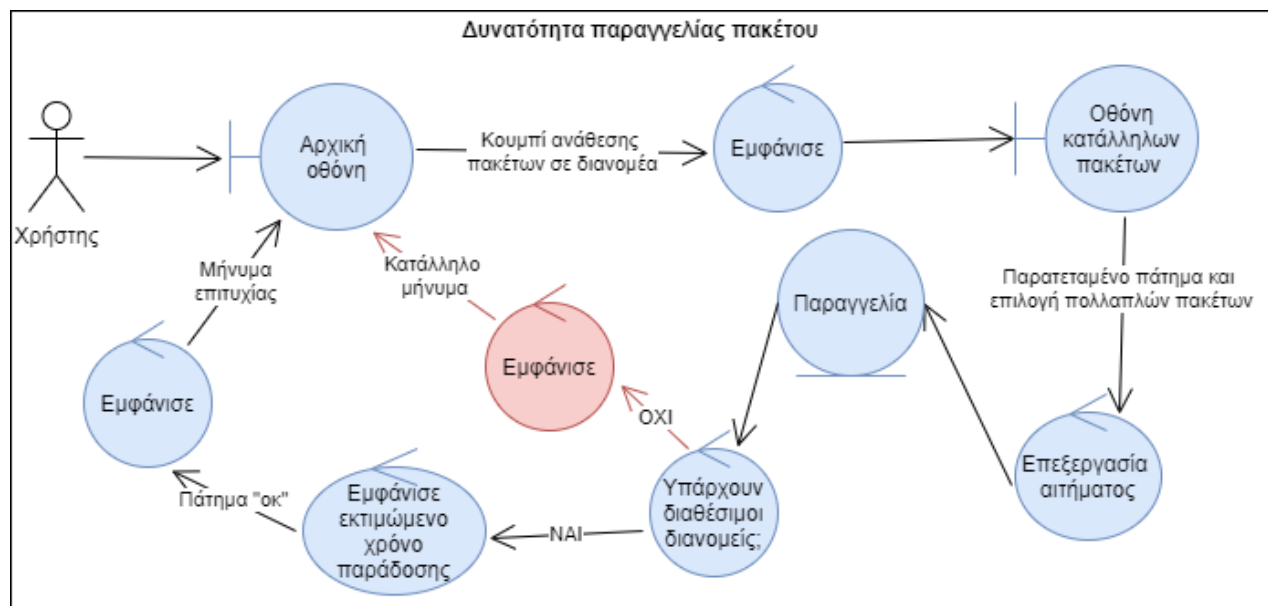 Δυνατότητα παραγγελίας πακέτου
Χρήστης
Αρχική
οθόνη
Κουμπί ανάθεσης
πακέτων σε διανομέα
Εμφάνισε
Οθόνη
κατάλληλων
πακέτων
Παρατεταμένο πάτημα και
επιλογή πολλαπλών πακέτων
Επεξεργασία
αιτήματος
Παραγγελία
Υπάρχουν
διαθέσιμοι
διανομείς;
ΟΧΙ
Εμφάνισε
Κατάλληλο
μήνυμα
ΝΑΙ
Εμφάνισε
εκτιμώμενο
χρόνο
παράδοσης
Πάτημα "οκ"
Εμφάνισε
Μήνυμα
επιτυχίας